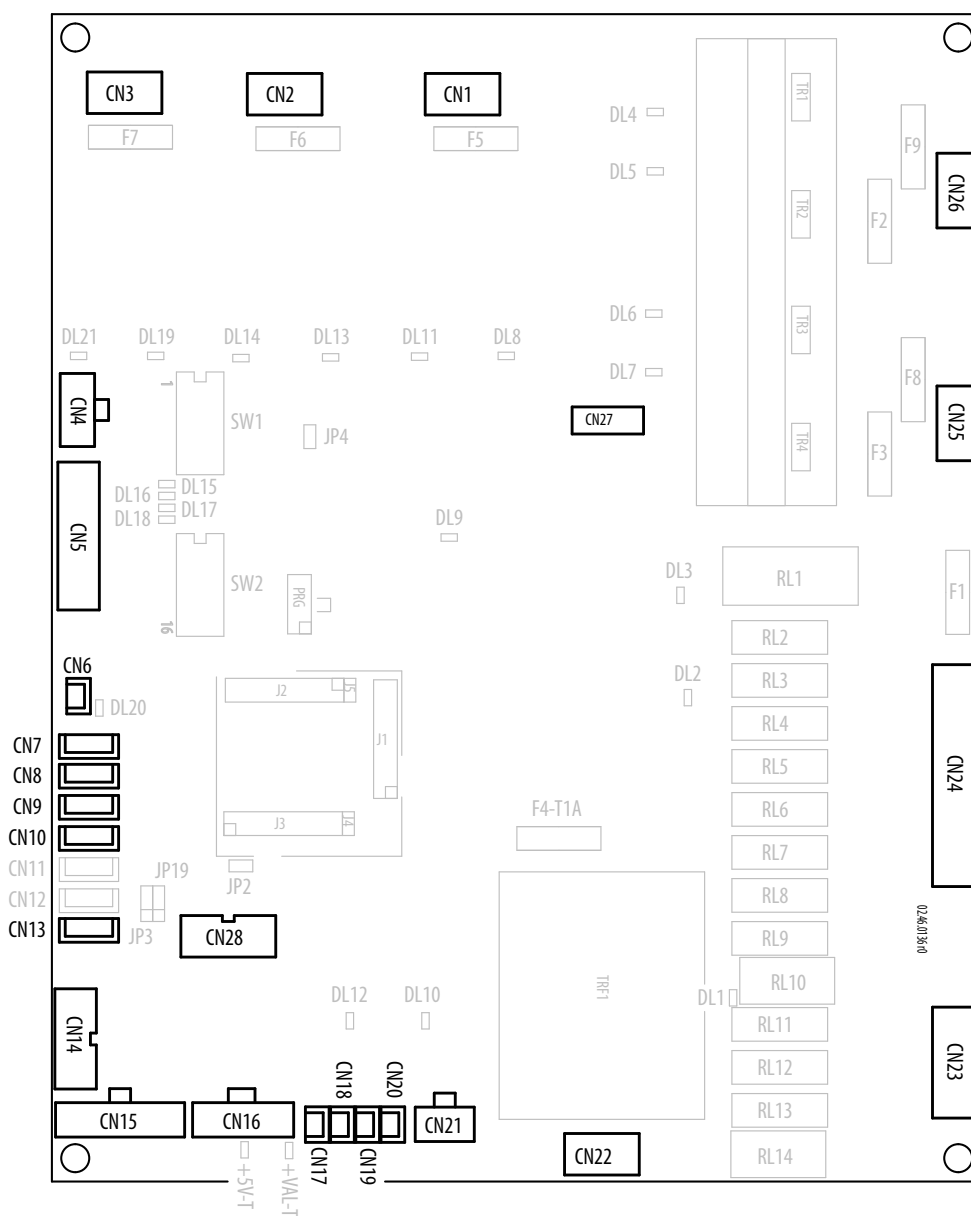 CN3
CN2
CN1
F7
F6
F5
DL4
DL5
TR1
TR2
F9
F2
CN26
DL6
DL7
TR3
TR4
F8
F3
CN25
DL21
DL19
DL14
DL13
DL11
DL8
CN4
1
SW1
JP4
CN27
CN5
DL15
DL16
DL17
DL18
DL9
SW2
16
PRG
DL3
RL1
F1
RL2
CN6
DL20
J2
J5
J1
DL2
RL3
RL4
CN7
CN8
CN9
CN10
CN11
CN12
CN13
J3
J4
JP2
JP19
JP3
CN28
F4-T1A
RL5
RL6
RL7
RL8
RL9
CN24
02.46.0136 r0
TRF1
DL1
RL10
RL11
RL12
RL13
RL14
CN23
DL12
DL10
CN14
CN15
CN16
CN18
CN20
CN17
CN19
CN21
CN22
+5V-T
+VAL-T